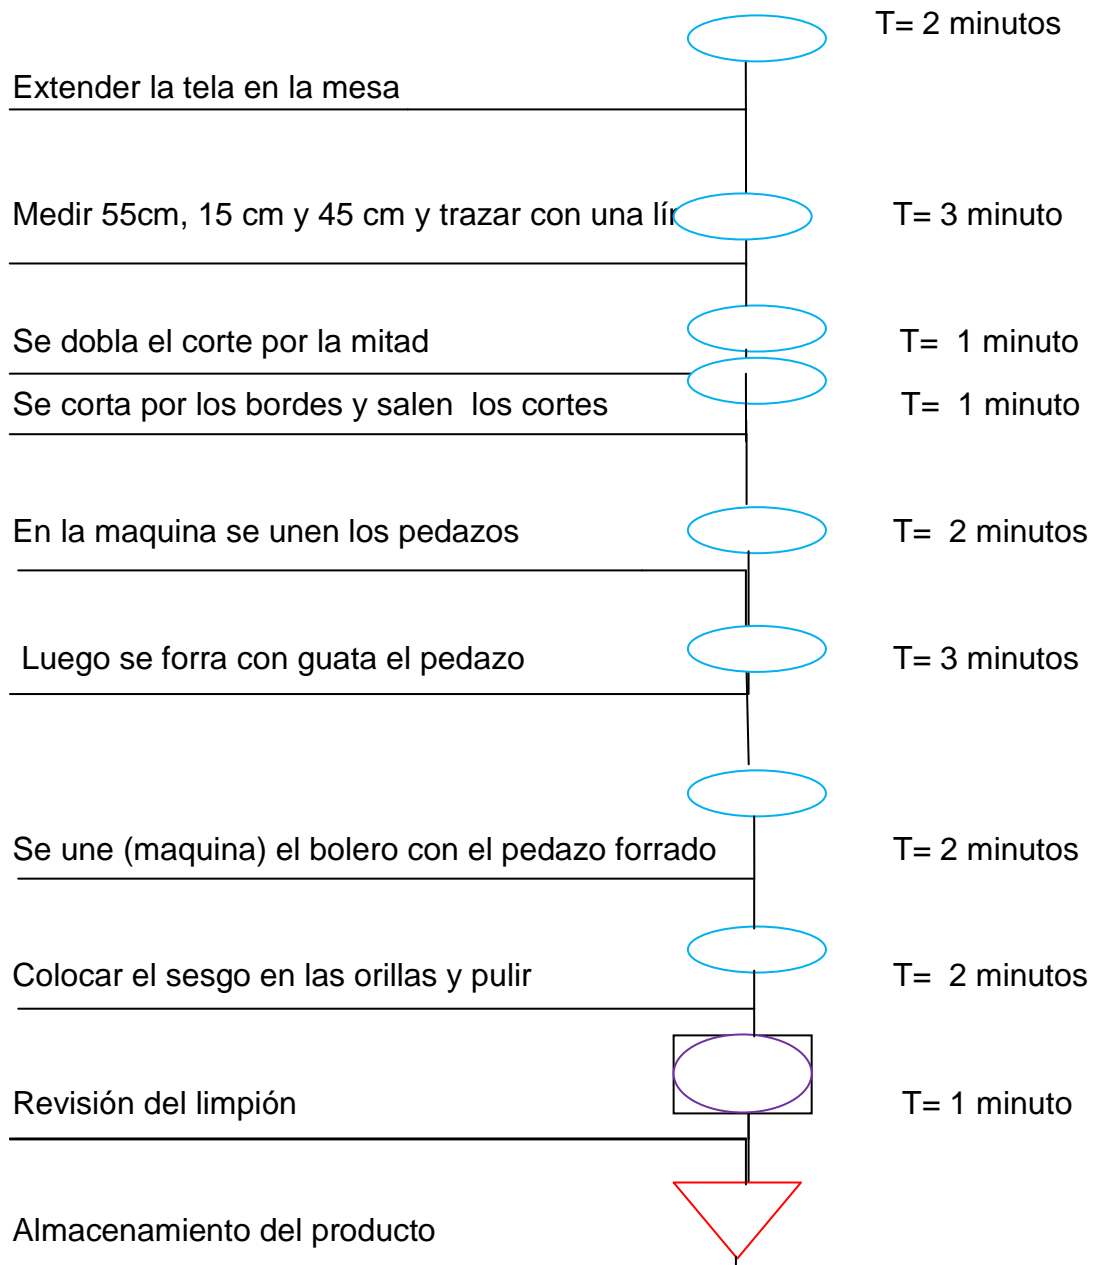 T= 2 minutos
Extender la tela en la mesa
Medir 55cm, 15 cm y 45 cm y trazar con una T= 3 minuto
Se dobla el corte por la mitad T= 1 minuto
Se corta por los bordes y salen los cortes T= 1 minuto
En la maquina se unen los pedazos T= 2 minutos
Luego se forra con guata el pedazo T= 3 minutos
Se une (maquina) el bolero con el pedazo forrado T= 2 minutos
Colocar el sesgo en las orillas y pulir T= 2 minutos
Revisión del limpión T= 1 minuto
Almacenamiento del producto